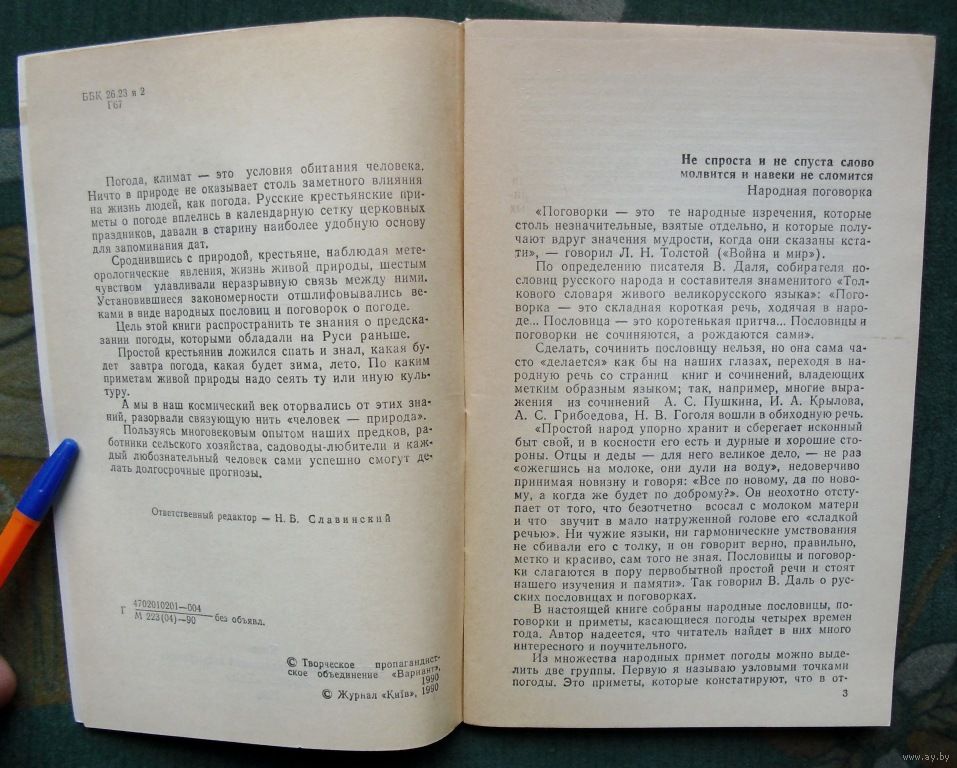 ББК 26.23 я 2
Г67
Погода, климат — это условия обитания человека.
Ничто в природе не оказывает столь заметного влияния
на жизнь людей, как погода. Русские крестьянские при-
меты о погоде вплелись в календарную сетку церковных
праздников, давали в старину наиболее удобную основу
для запоминания дат.
Сроднившись с природой, крестьяне, наблюдая мете-
орологические явления, жизнь живой природы, шестым
чувством улавливали неразрывную связь между ними.
Установившиеся закономерности отшлифовывались ве-
ками в виде народных пословиц и поговорок о погоде.
Цель этой книги распространить те знания о предска-
зании погоды, которыми обладали на Руси раньше.
Простой крестьянин ложился спать и знал, какая бу-
дет завтра погода, какая будет зима, лето. По каким
приметам живой природы надо сеять ту или иную куль-
туру.
А мы в наш космический век оторвались от этих зна-
ний, разорвали связующую нить «человек — природа».
Пользуясь многовековым опытом наших предков, ра-
ботники сельского хозяйства, садоводы-любители и каж-
дый любознательный человек сами успешно смогут де-
лать долгосрочные прогнозы.
Ответственный редактор — Н. Б. Славинский
Г 4702010201—004
М 223(04)—90 без объявл.
© Творческое пропагандист-
ское объединение «Вариант»,
1990
© Журнал «Київ», 1990
Не спроста и не спуста слово
молвится и навеки не сломится
Народная поговорка
«Поговорки — это те народные изречения, которые
столь незначительные, взятые отдельно, и которые полу-
чают вдруг значения мудрости, когда они сказаны кста-
ти», — говорил Л. Н. Толстой («Война и мир»).
По определению писателя В. Даля, собирателя по-
словиц русского народа и составителя знаменитого «Тол-
кового словаря живого великорусского языка»: «Пого-
ворка — это складная короткая речь, ходячая в наро-
де... Пословица — это коротенькая притча... Пословицы и
поговорки не сочиняются, а рождаются сами».
Сделать, сочинить пословицу нельзя, но она сама ча-
сто «делается» как бы на наших глазах, переходя в на-
родную речь со страниц книг и сочинений, владеющих
метким образным языком; так, например, многие выра-
жения из сочинений А. С. Пушкина, И. А. Крылова,
А. С. Грибоедова, Н. В. Гоголя вошли в обиходную речь.
«Простой народ упорно хранит и сберегает исконный
быт свой, и в косности его есть и дурные и хорошие сто-
роны. Отцы и деды — для него великое дело, — не раз
«ожегшись на молоке, они дули на воду», недоверчиво
принимая новизну и говоря: «Все по новому, да по ново-
му, а когда же будет по доброму?». Он неохотно отсту-
пает от того, что безотчетно всосал с молоком матери
и что звучит в мало натруженной голове его «сладкой
речью». Ни чужие языки, ни гармонические умствования
не сбивали его с толку, и он говорит верно, правильно,
метко и красиво, сам того не зная. Пословицы и поговор-
ки слагаются в пору первобытной простой речи и стоят
нашего изучения и памяти». Так говорил В. Даль о рус-
ских пословицах и поговорках.
В настоящей книге собраны народные пословицы, по-
говорки и приметы, касающиеся погоды четырех времен
года. Автор надеется, что читатель найдет в них много
интересного и поучительного.
Из множества народных примет погоды можно выде-
лить две группы. Первую я называю узловыми точками
погоды. Это приметы, которые констатируют, что в от-
3
www.ay.by